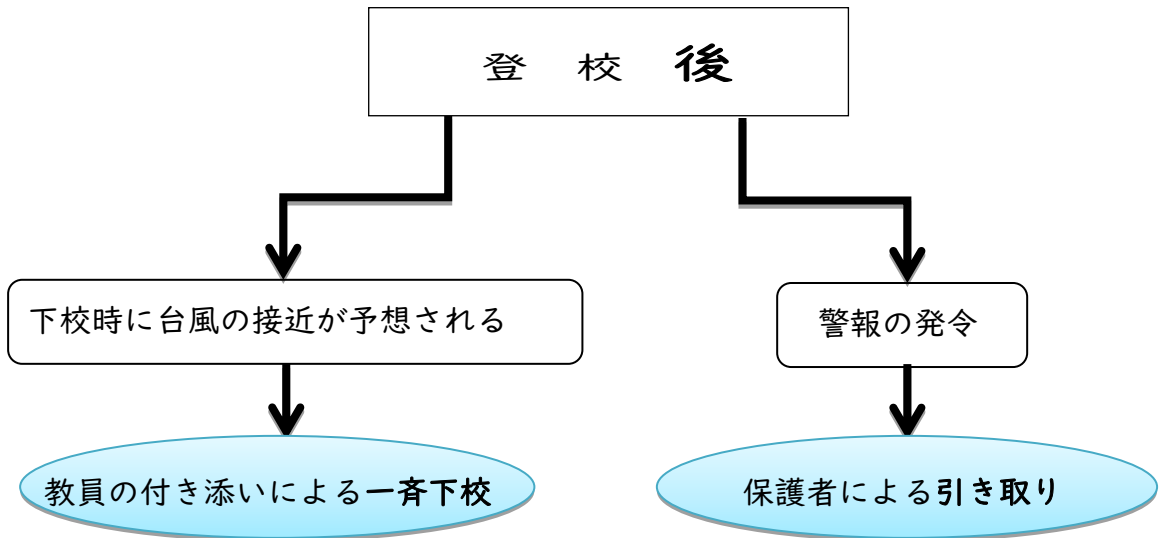 登 校 後
下校時に台風の接近が予想される
警報の発令
教員の付き添いによる一斉下校
保護者による引き取り